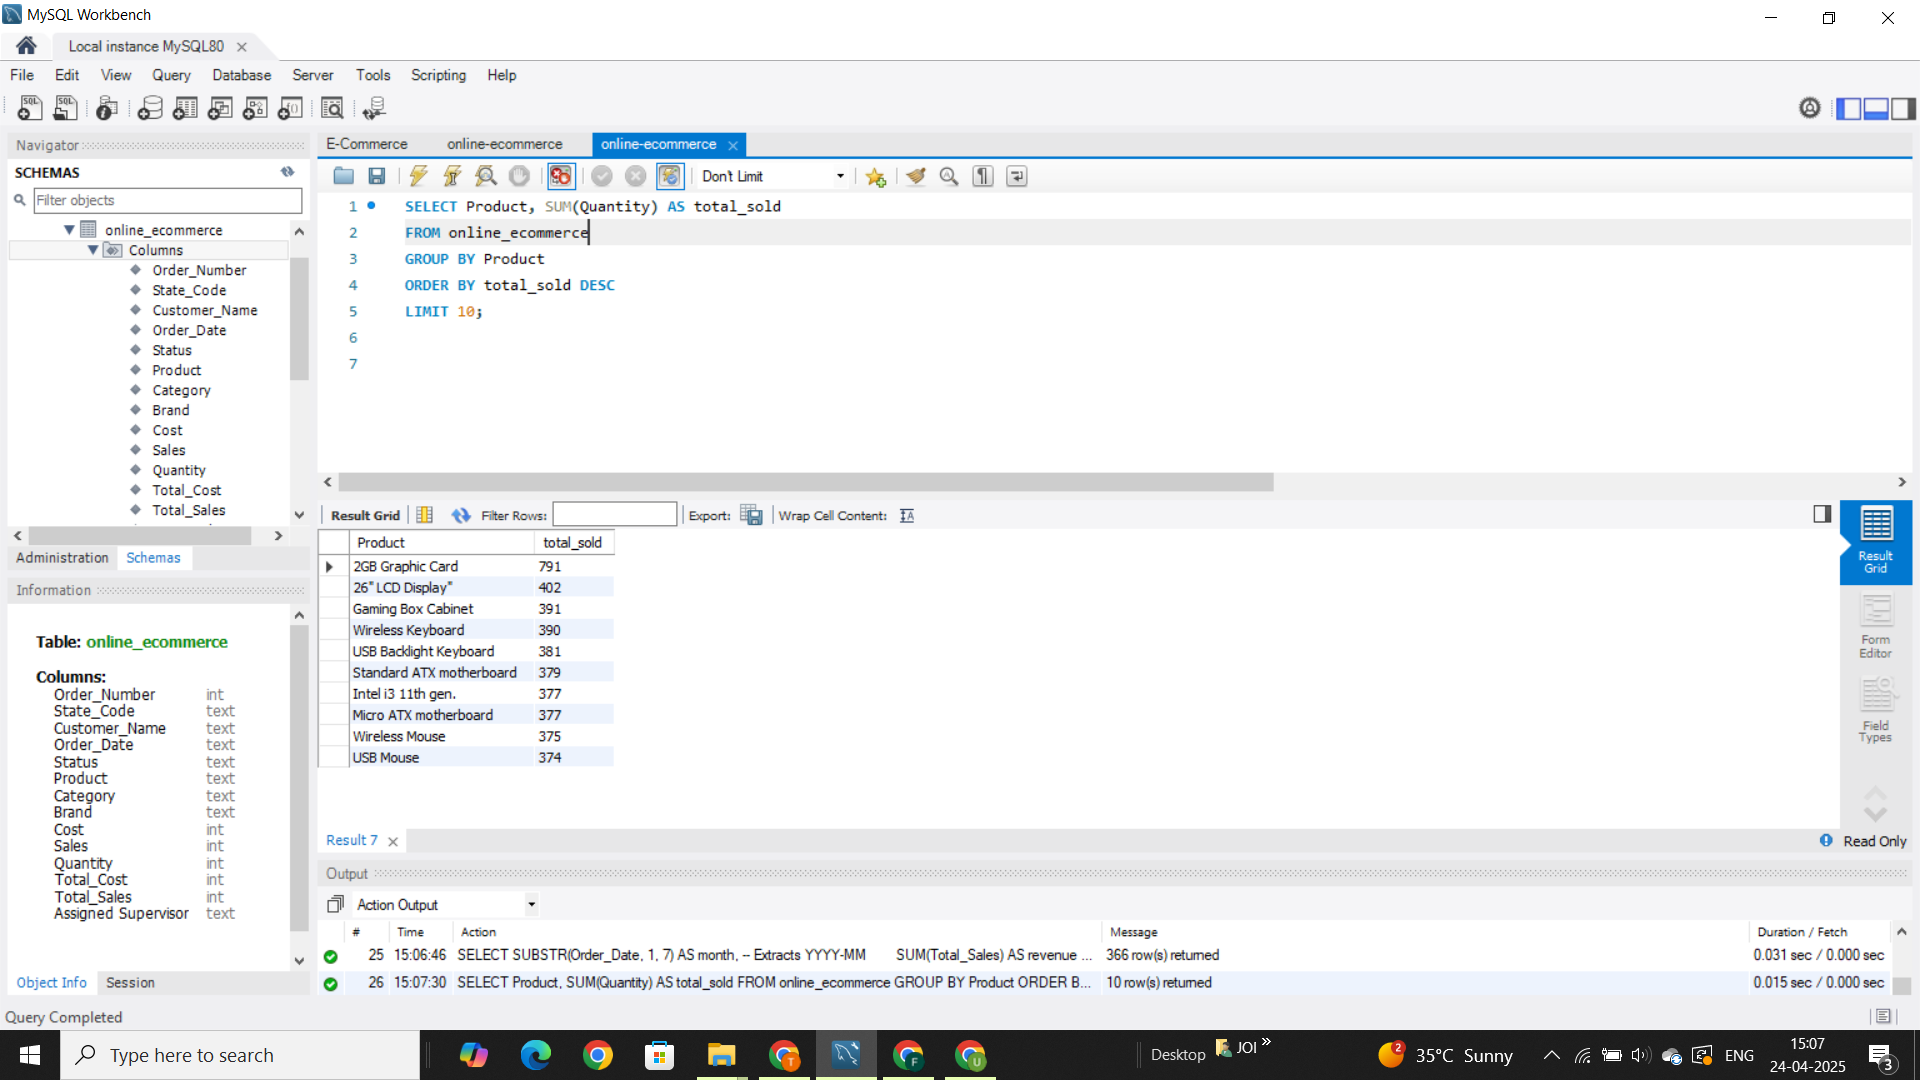 MySQL Workbench
Local instance MySQL80
File Edit View Query Database Server Tools Scripting Help
Navigator
SCHEMAS
Filter objects
online_ecommerce
Columns
Order_Number
State_Code
Customer_Name
Order_Date
Status
Product
Category
Brand
Cost
Sales
Quantity
Total_Cost
Total_Sales
Administration Schemas
Information
Table: online_ecommerce
Columns:
Order_Number int
State_Code text
Customer_Name text
Order_Date text
Status text
Product text
Category text
Brand text
Cost int
Sales int
Quantity int
Total_Cost int
Total_Sales int
Assigned Supervisor text
Object Info Session
E-Commerce online-ecommerce online-ecommerce
Don't Limit
1 SELECT Product, SUM(Quantity) AS total_sold
2 FROM online_ecommerce
3 GROUP BY Product
4 ORDER BY total_sold DESC
5 LIMIT 10;
6
7
Result Grid Filter Rows: Export: Wrap Cell Content:
Product total_sold
2GB Graphic Card 791
26" LCD Display" 402
Gaming Box Cabinet 391
Wireless Keyboard 390
USB Backlight Keyboard 381
Standard ATX motherboard 379
Intel i3 11th gen. 377
Micro ATX motherboard 377
Wireless Mouse 375
USB Mouse 374
Result Grid
Form Editor
Field Types
Result 7
Read Only
Output
Action Output
# Time Action Message Duration / Fetch
25 15:06:46 SELECT SUBSTR(Order_Date, 1, 7) AS month, -- Extracts YYYY-MM SUM(Total_Sales) AS revenue ... 366 row(s) returned 0.031 sec / 0.000 sec
26 15:07:30 SELECT Product, SUM(Quantity) AS total_sold FROM online_ecommerce GROUP BY Product ORDER B... 10 row(s) returned 0.015 sec / 0.000 sec
Query Completed
Type here to search
Desktop JOI »
35°C Sunny
ENG
15:07
24-04-2025